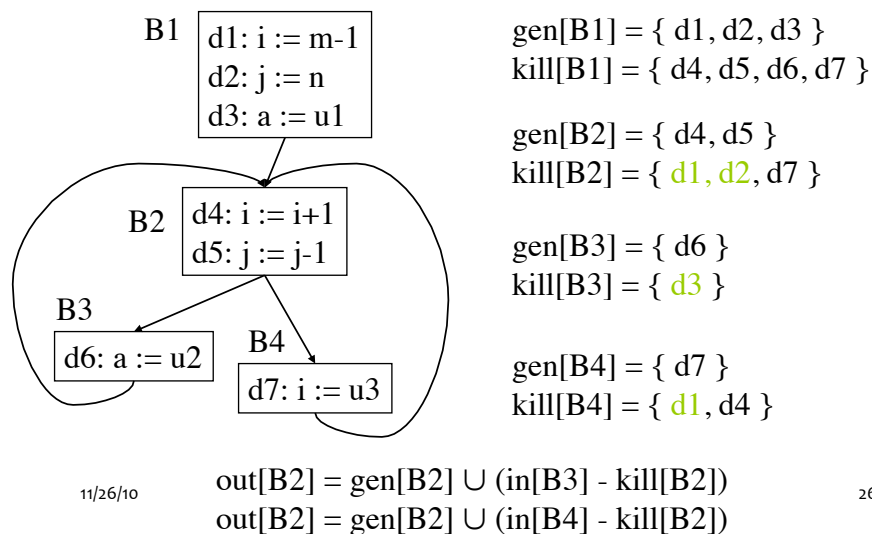 B1
d1: i := m-1
d2: j := n
d3: a := u1
B2
d4: i := i+1
d5: j := j-1
B3
d6: a := u2
B4
d7: i := u3
gen[B1] = { d1, d2, d3 }
kill[B1] = { d4, d5, d6, d7 }
gen[B2] = { d4, d5 }
kill[B2] = { d1, d2, d7 }
gen[B3] = { d6 }
kill[B3] = { d3 }
gen[B4] = { d7 }
kill[B4] = { d1, d4 }
out[B2] = gen[B2] ∪ (in[B3] - kill[B2])
out[B2] = gen[B2] ∪ (in[B4] - kill[B2])
11/26/10
26